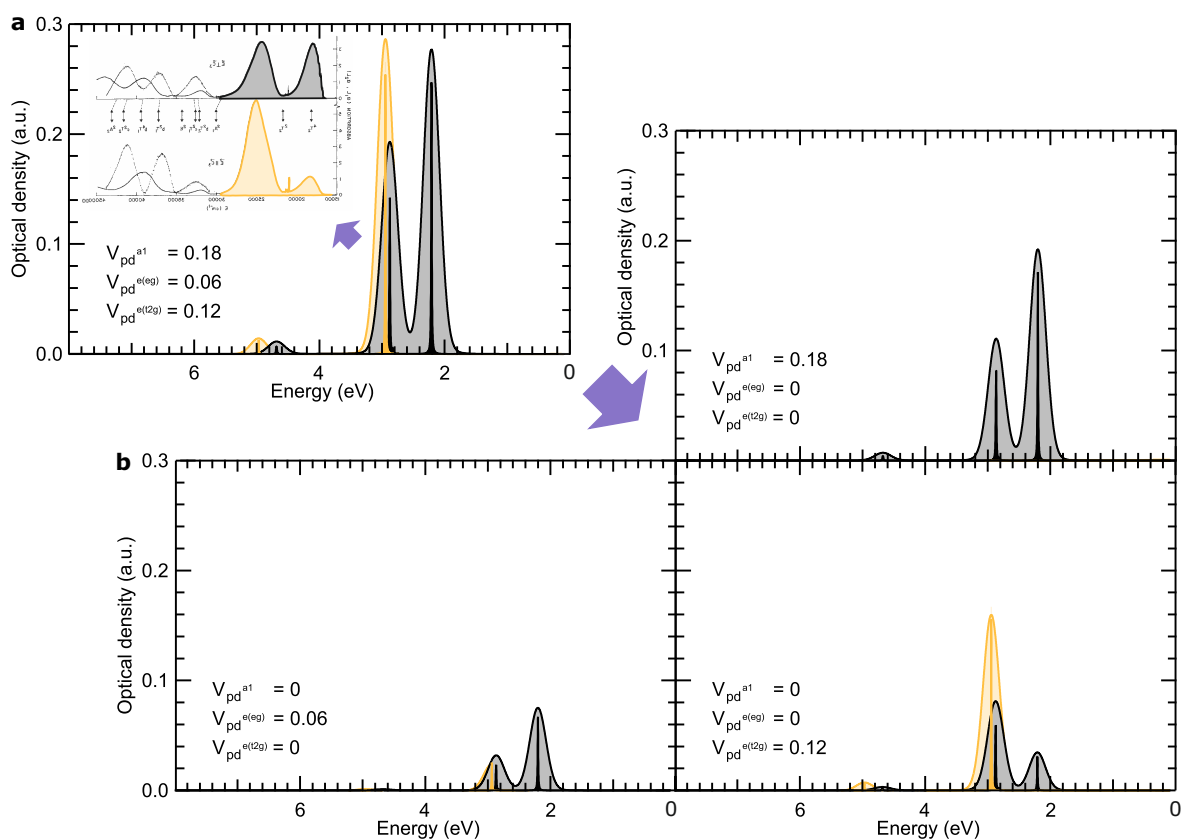 a
0.3
0.2
0.1
0.0
Optical density (a.u.)
V_pd^a1 = 0.18
V_pd^e(eg) = 0.06
V_pd^e(t2g) = 0.12
6 4 2 0
Energy (eV)
0.3
0.2
0.1
Optical density (a.u.)
V_pd^a1 = 0.18
V_pd^e(eg) = 0
V_pd^e(t2g) = 0
b
0.3
0.2
0.1
0.0
Optical density (a.u.)
V_pd^a1 = 0
V_pd^e(eg) = 0.06
V_pd^e(t2g) = 0
6 4 2 0
Energy (eV)
V_pd^a1 = 0
V_pd^e(eg) = 0
V_pd^e(t2g) = 0.12
6 4 2 0
Energy (eV)